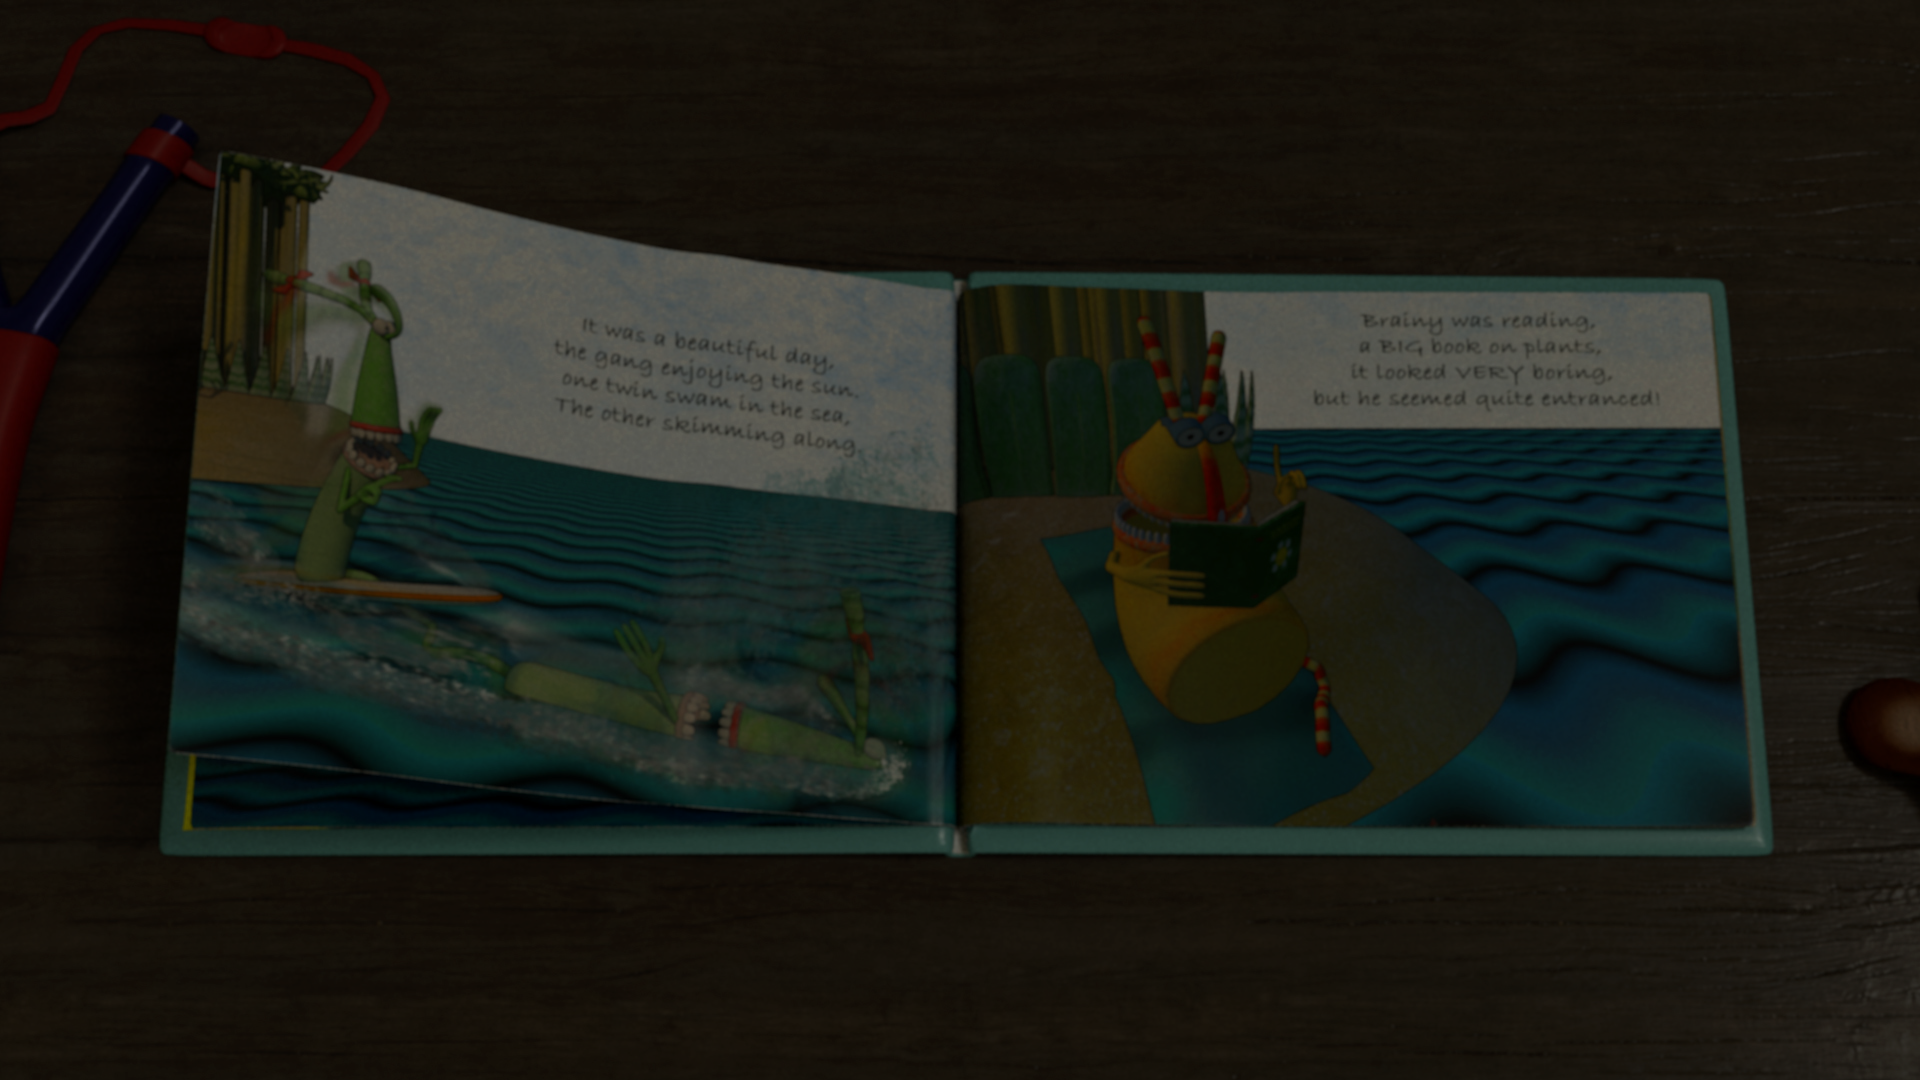 It was a beautiful day,
the gang enjoying the sun.
one twin swam in the sea,
The other skimming along
Brainy was reading,
a BIG book on plants,
it looked VERY boring,
but he seemed quite entranced!